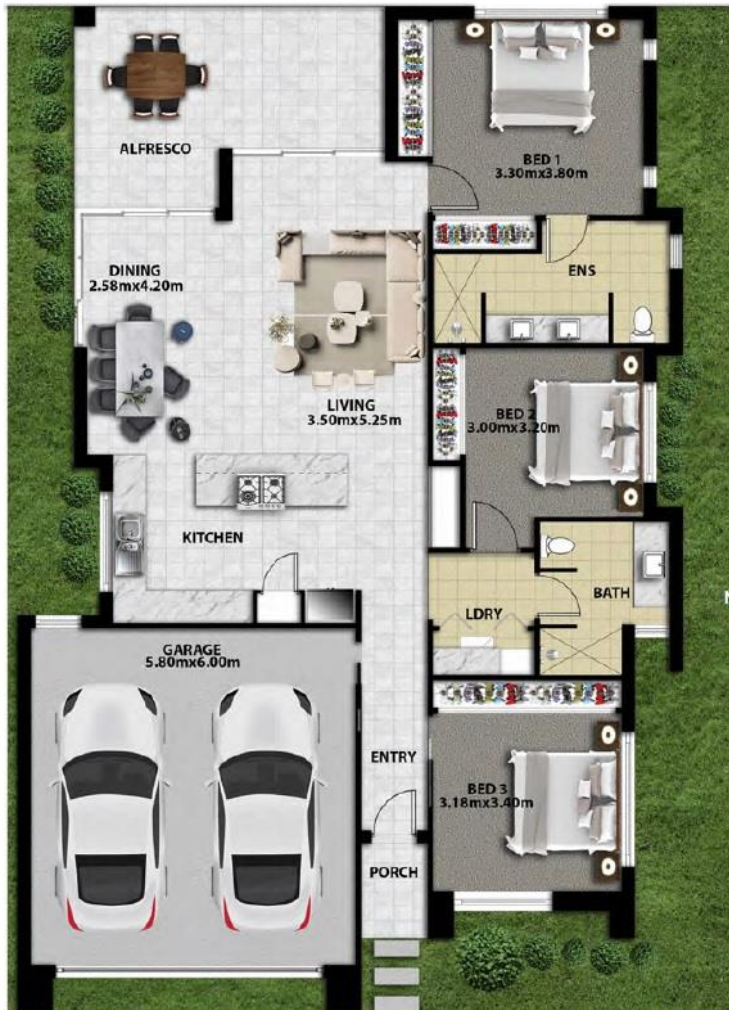 ALFRESCO
BED 1
3.30mx3.80m
DINING
2.58mx4.20m
ENS
LIVING
3.50mx5.25m
BED 2
3.00mx3.20m
KITCHEN
LDRY
BATH
GARAGE
5.80mx6.00m
ENTRY
BED 3
3.18mx3.40m
PORCH